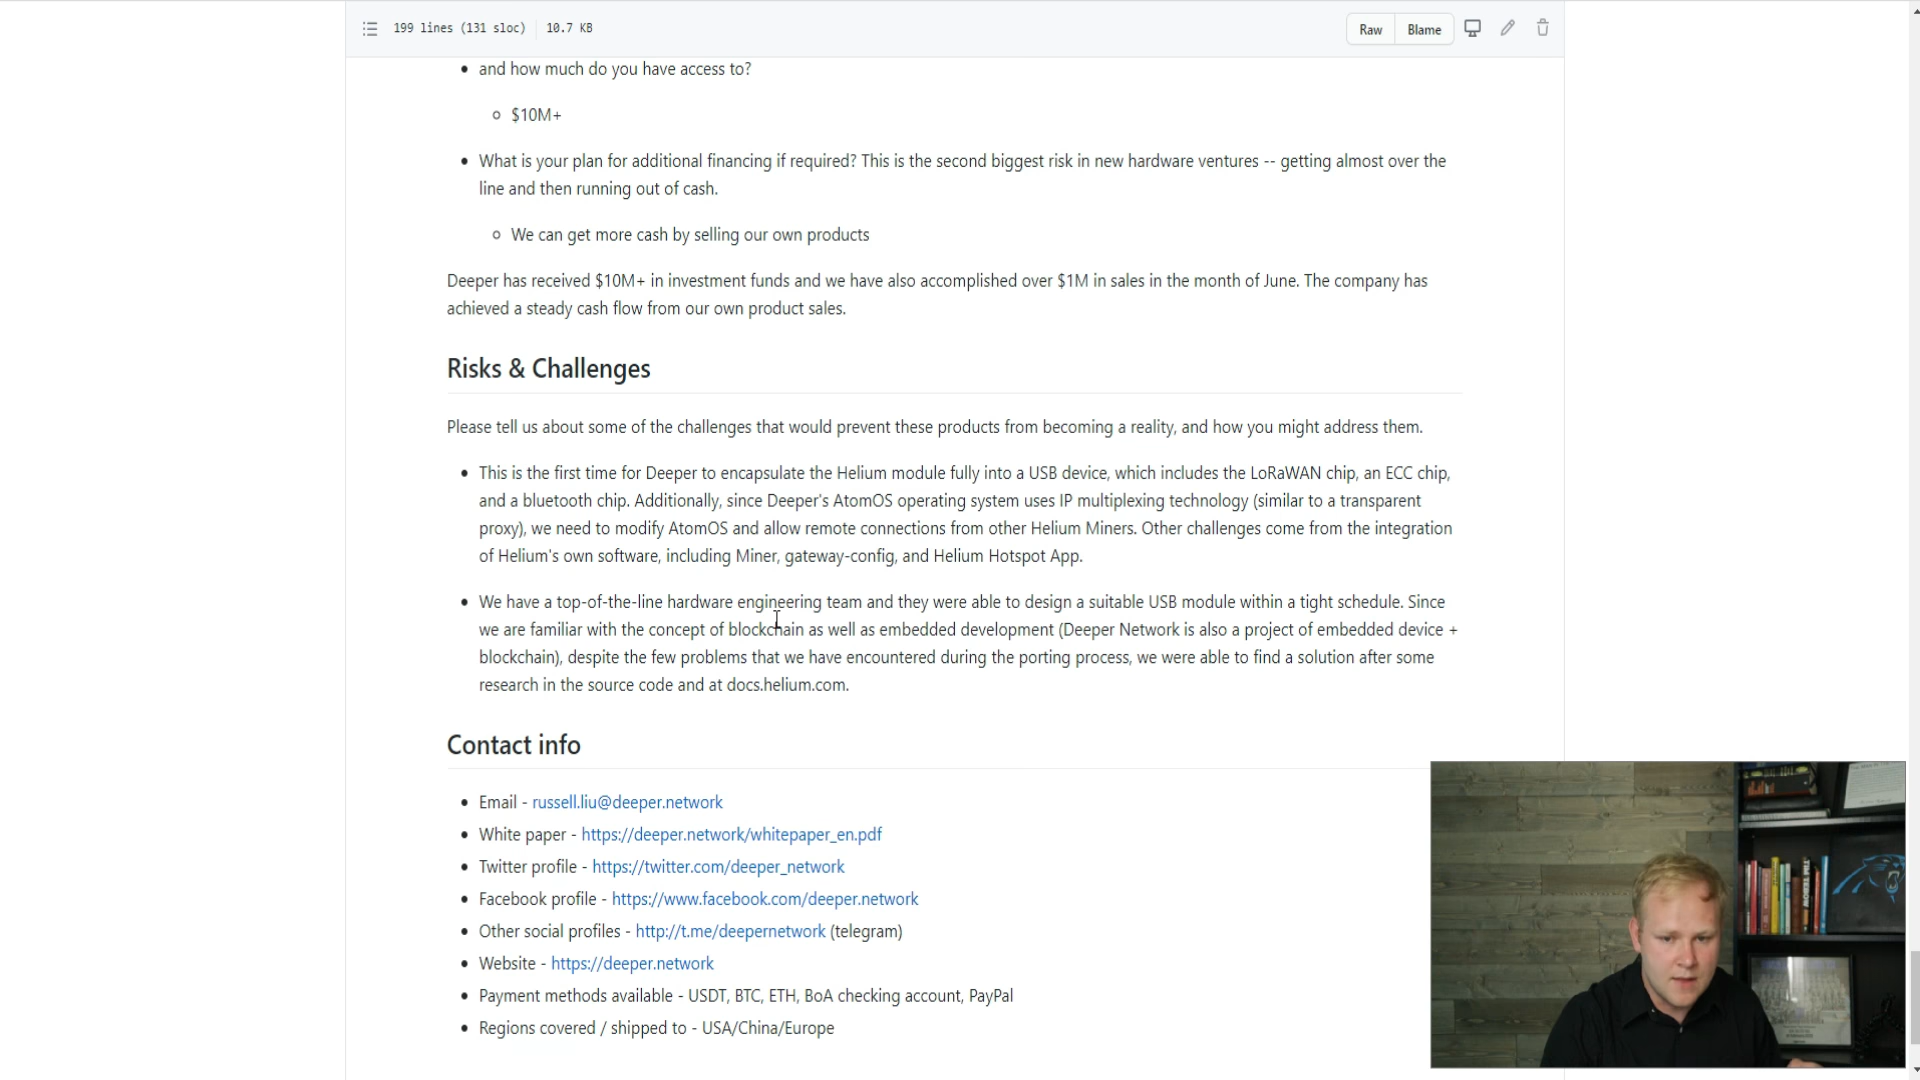 199 lines (131 sloc) 10.7 KB
Raw Blame
and how much do you have access to?
$10M+
What is your plan for additional financing if required? This is the second biggest risk in new hardware ventures -- getting almost over the
line and then running out of cash.
We can get more cash by selling our own products
Deeper has received $10M+ in investment funds and we have also accomplished over $1M in sales in the month of June. The company has
achieved a steady cash flow from our own product sales.
Risks & Challenges
Please tell us about some of the challenges that would prevent these products from becoming a reality, and how you might address them.
This is the first time for Deeper to encapsulate the Helium module fully into a USB device, which includes the LoRaWAN chip, an ECC chip,
and a bluetooth chip. Additionally, since Deeper's AtomOS operating system uses IP multiplexing technology (similar to a transparent
proxy), we need to modify AtomOS and allow remote connections from other Helium Miners. Other challenges come from the integration
of Helium's own software, including Miner, gateway-config, and Helium Hotspot App.
We have a top-of-the-line hardware engineering team and they were able to design a suitable USB module within a tight schedule. Since
we are familiar with the concept of blockchain as well as embedded development (Deeper Network is also a project of embedded device +
blockchain), despite the few problems that we have encountered during the porting process, we were able to find a solution after some
research in the source code and at docs.helium.com.
Contact info
Email - russell.liu@deeper.network
White paper - https://deeper.network/whitepaper_en.pdf
Twitter profile - https://twitter.com/deeper_network
Facebook profile - https://www.facebook.com/deeper.network
Other social profiles - http://t.me/deepernetwork (telegram)
Website - https://deeper.network
Payment methods available - USDT, BTC, ETH, BoA checking account, PayPal
Regions covered / shipped to - USA/China/Europe